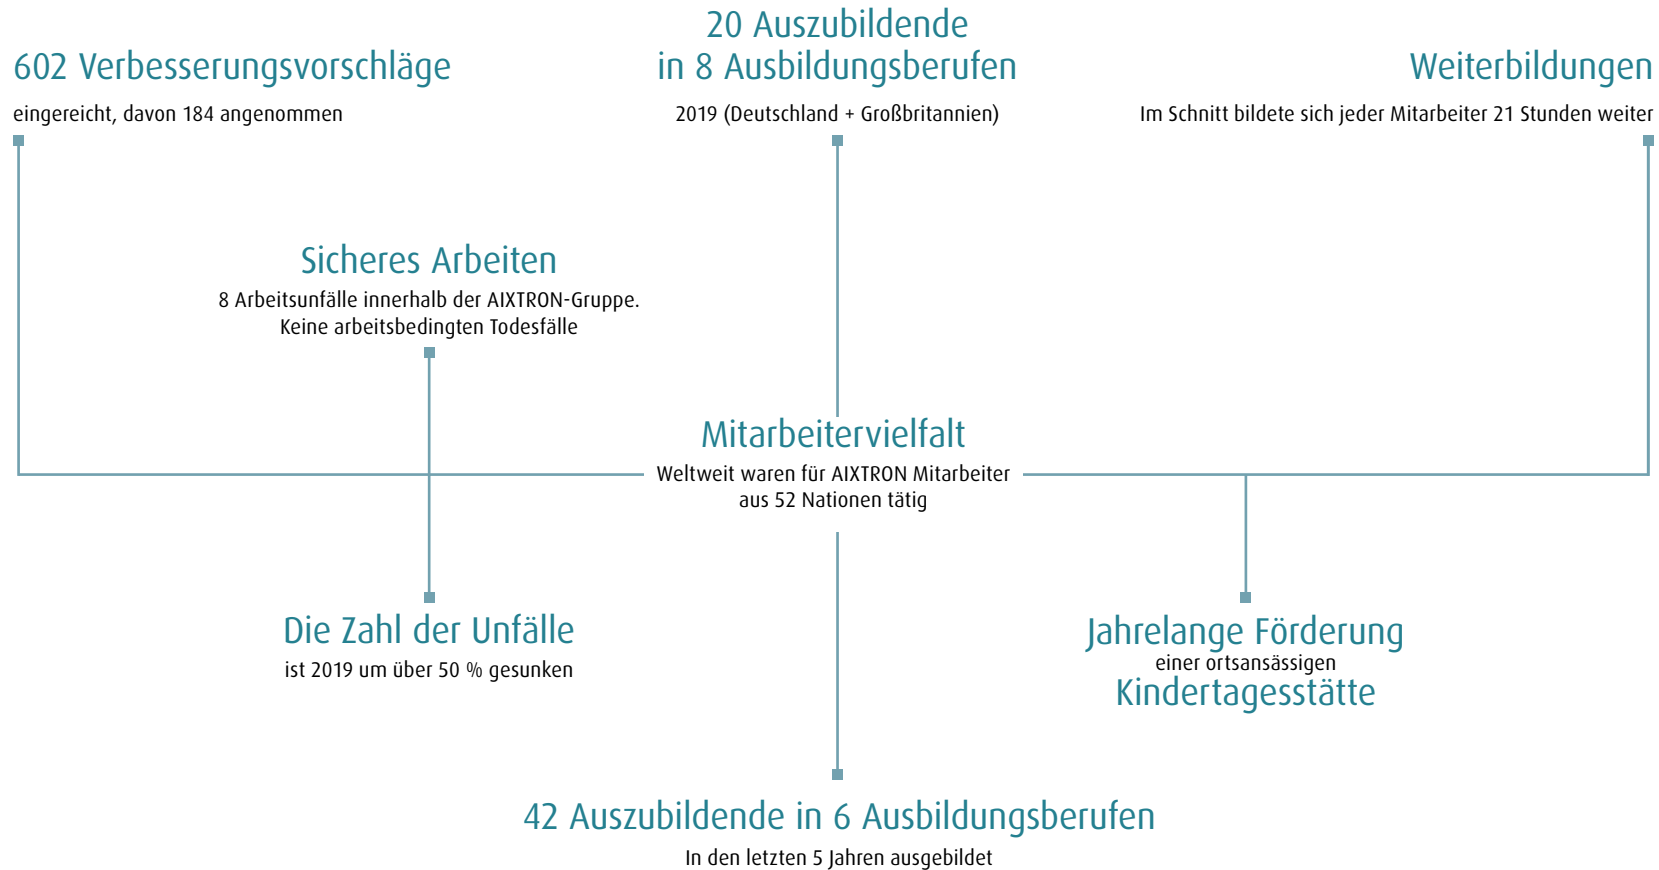 602 Verbesserungsvorschläge
eingereicht, davon 184 angenommen
20 Auszubildende
in 8 Ausbildungsberufen
2019 (Deutschland + Großbritannien)
Weiterbildungen
Im Schnitt bildete sich jeder Mitarbeiter 21 Stunden weiter
Sicheres Arbeiten
8 Arbeitsunfälle innerhalb der AIXTRON-Gruppe.
Keine arbeitsbedingten Todesfälle
Mitarbeitervielfalt
Weltweit waren für AIXTRON Mitarbeiter
aus 52 Nationen tätig
Die Zahl der Unfälle
ist 2019 um über 50 % gesunken
Jahrelange Förderung
einer ortsansässigen
Kindertagesstätte
42 Auszubildende in 6 Ausbildungsberufen
In den letzten 5 Jahren ausgebildet